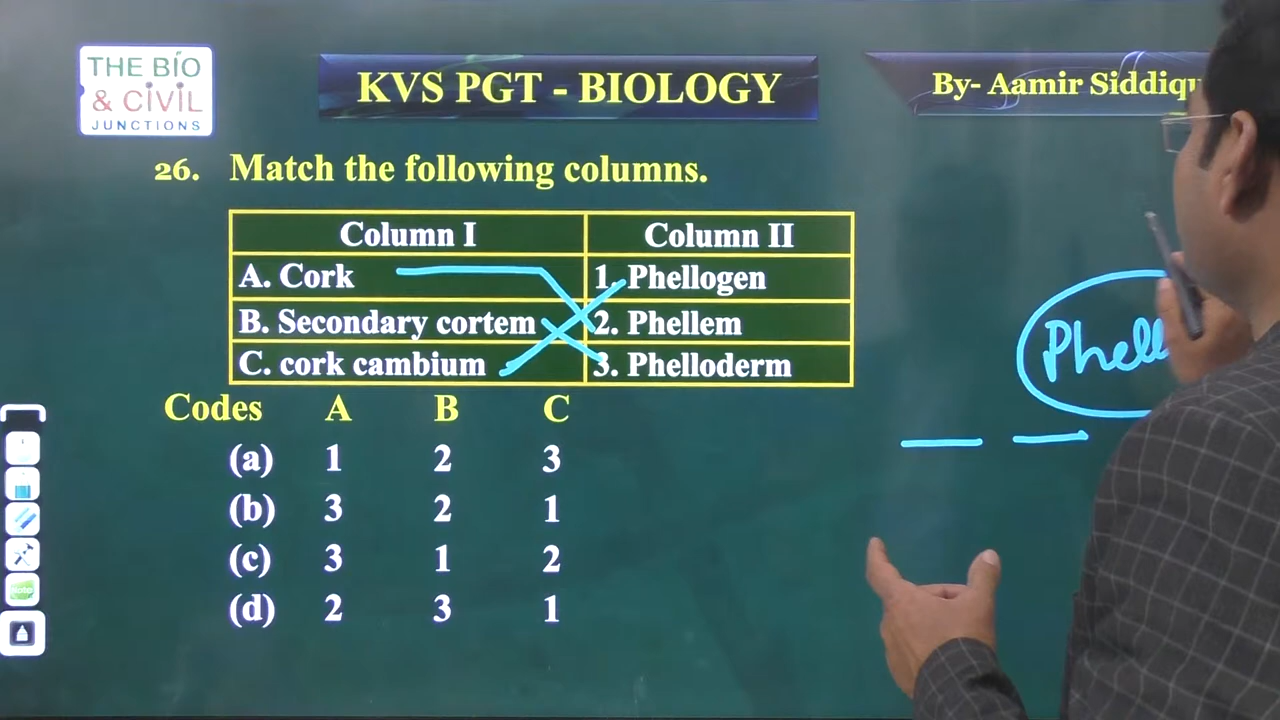 THE BIO
& CIVIL
JUNCTIONS
KVS PGT - BIOLOGY
By- Aamir
26. Match the following columns.
Column I Column II
A. Cork 1. Phellogen
B. Secondary cortem 2. Phellem
C. cork cambium 3. Phelloderm
Codes A B C
(a) 1 2 3
(b) 3 2 1
(c) 3 1 2
(d) 2 3 1